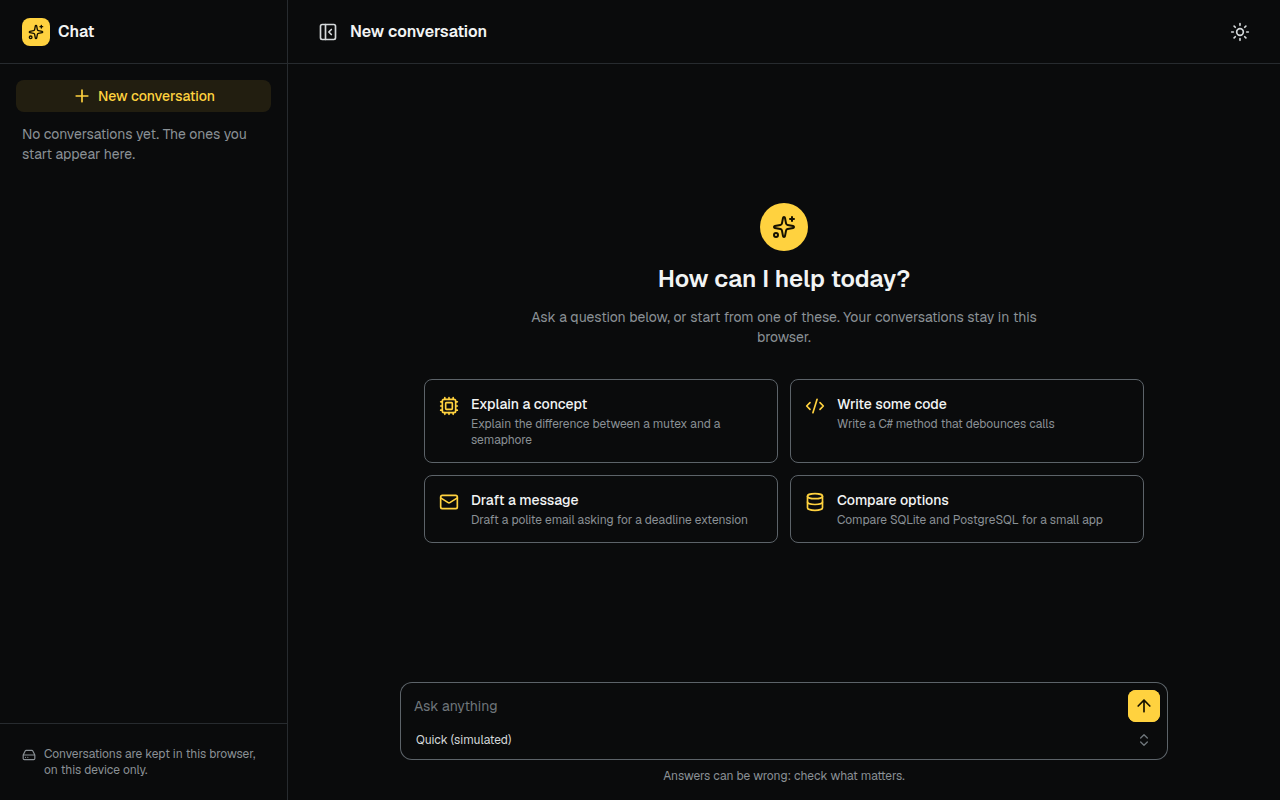 Chat
New conversation
New conversation
No conversations yet. The ones you
start appear here.
How can I help today?
Ask a question below, or start from one of these. Your conversations stay in this
browser.
Explain a concept
Explain the difference between a mutex and a
semaphore
Write some code
Write a C# method that debounces calls
Draft a message
Draft a polite email asking for a deadline extension
Compare options
Compare SQLite and PostgreSQL for a small app
Ask anything
Quick (simulated)
Answers can be wrong: check what matters.
Conversations are kept in this browser,
on this device only.